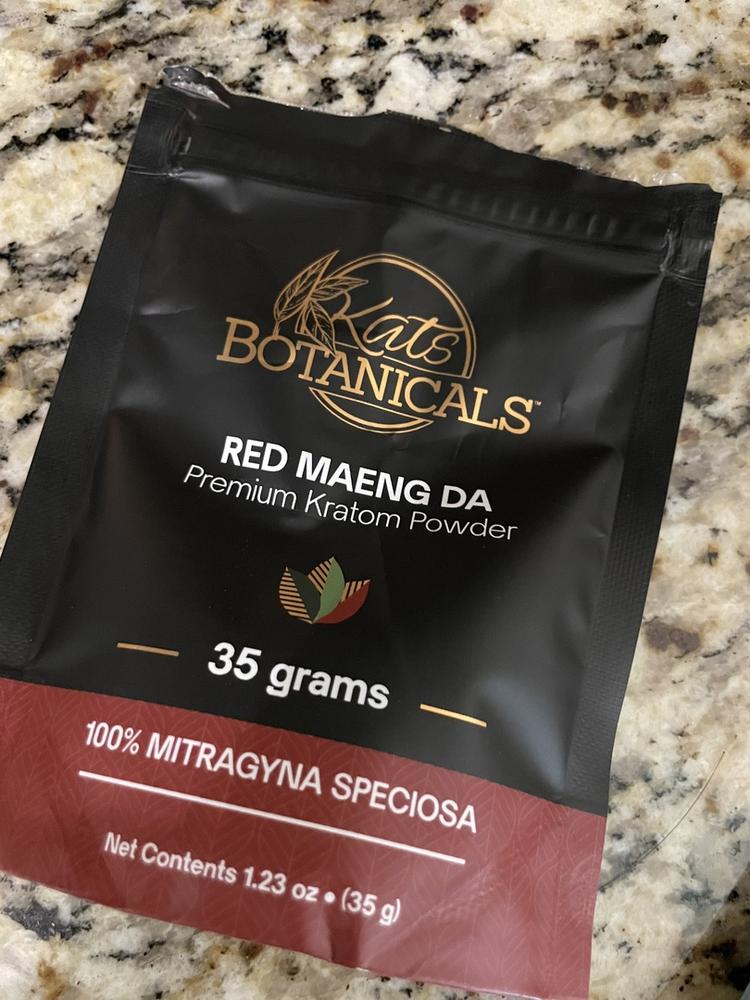 Kats
BOTANICALS™
RED MAENG DA
Premium Kratom Powder
35 grams
100% MITRAGYNA SPECIOSA
Net Contents 1.23 oz • (35 g)